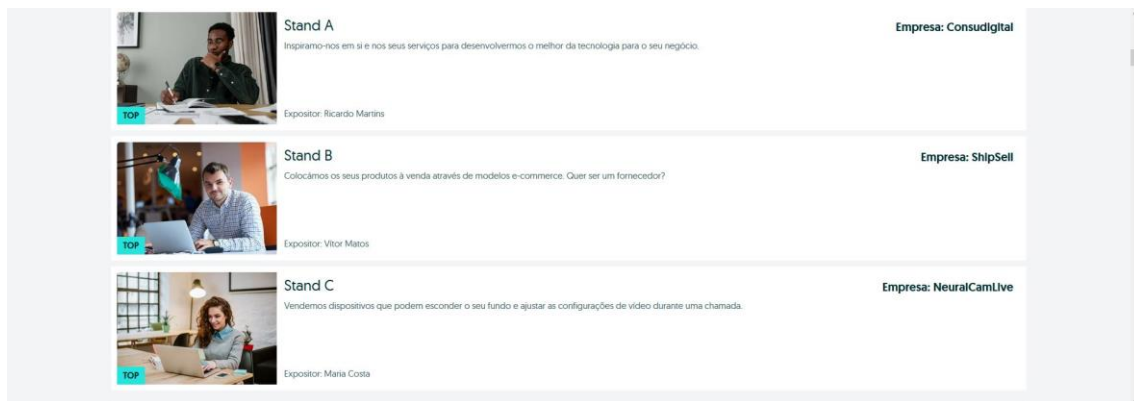 Stand A
Empresa: Consudigital
Inspiramo-nos em si e nos seus serviços para desenvolvermos o melhor da tecnologia para o seu negócio.
TOP
Expositor: Ricardo Martins
Stand B
Empresa: ShipSell
Colocámos os seus produtos à venda através de modelos e-commerce. Quer ser um fornecedor?
TOP
Expositor: Vítor Matos
Stand C
Empresa: NeuralCamLive
Vendemos dispositivos que podem esconder o seu fundo e ajustar as configurações de vídeo durante uma chamada.
TOP
Expositor: Maria Costa